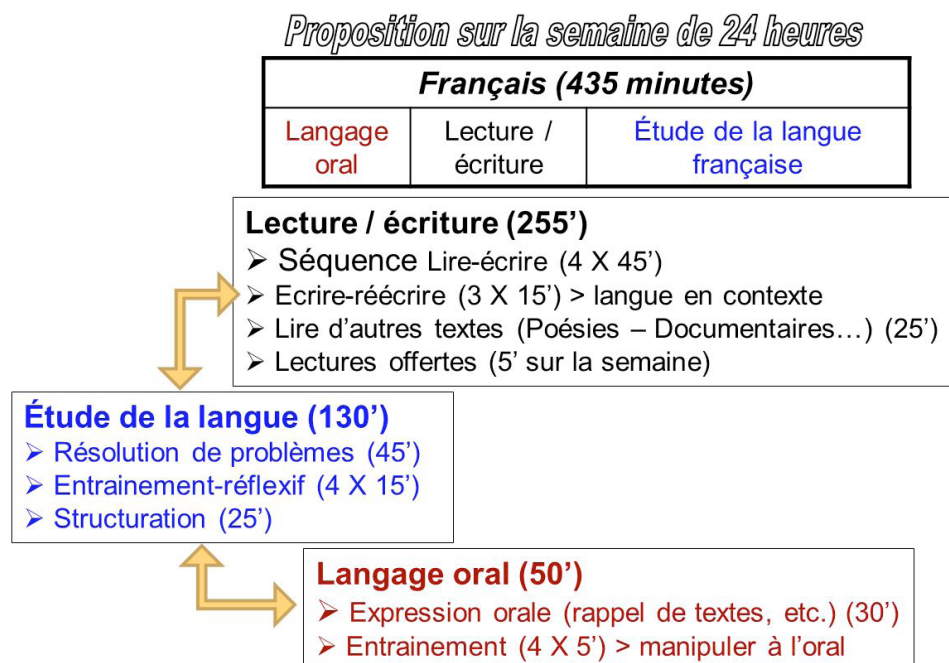 Proposition sur la semaine de 24 heures
Français (435 minutes)
Langage oral
Lecture / écriture
Étude de la langue française
Lecture / écriture (255’)
➢ Séquence Lire-écrire (4 X 45’)
➢ Ecrire-réécrire (3 X 15’) > langue en contexte
➢ Lire d’autres textes (Poésies – Documentaires…) (25’)
➢ Lectures offertes (5’ sur la semaine)
Étude de la langue (130’)
➢ Résolution de problèmes (45’)
➢ Entrainement-réflexif (4 X 15’)
➢ Structuration (25’)
Langage oral (50’)
➢ Expression orale (rappel de textes, etc.) (30’)
➢ Entrainement (4 X 5’) > manipuler à l’oral